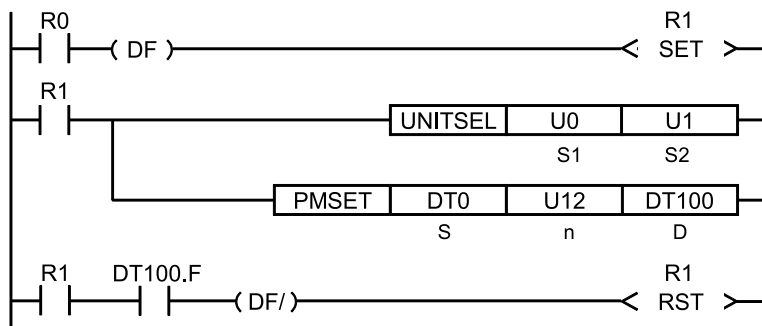 R0 R1
DF SET
R1
UNITSEL U0 U1
S1 S2
PMSET DT0 U12 DT100
S n D
R1 DT100.F R1
DF/ RST